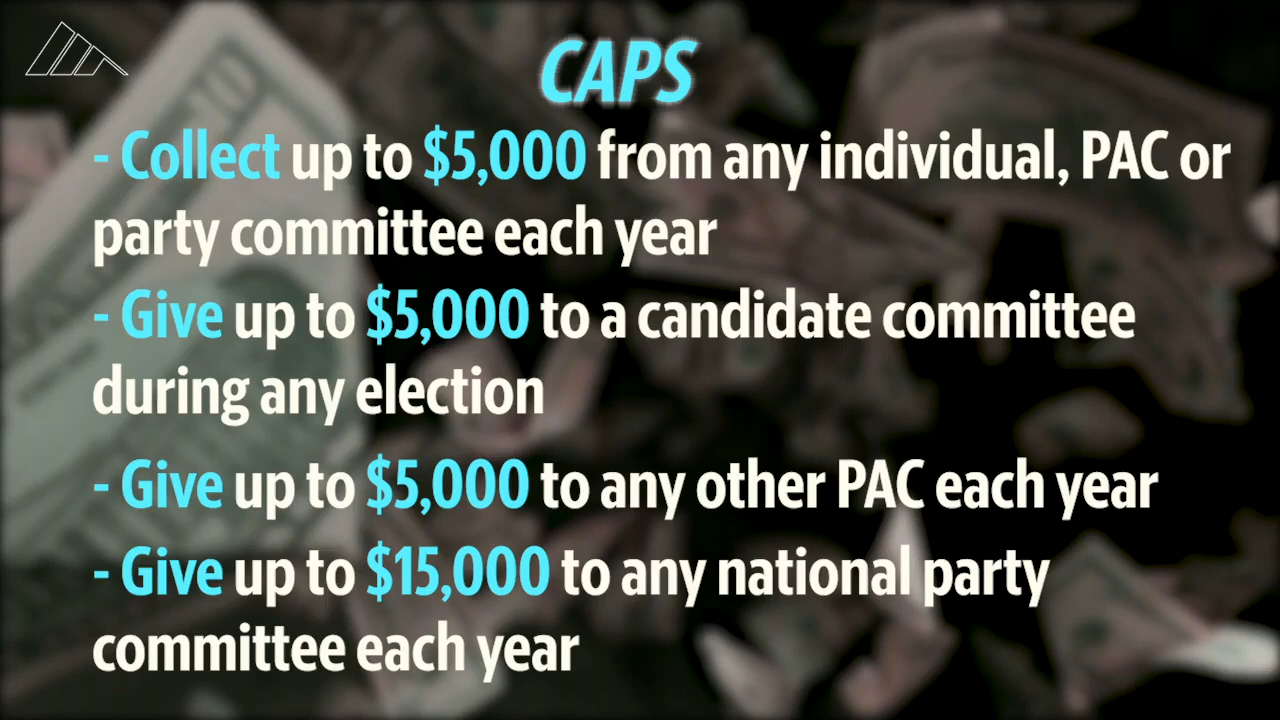 CAPS
- Collect up to $5,000 from any individual, PAC or
party committee each year
- Give up to $5,000 to a candidate committee
during any election
- Give up to $5,000 to any other PAC each year
- Give up to $15,000 to any national party
committee each year